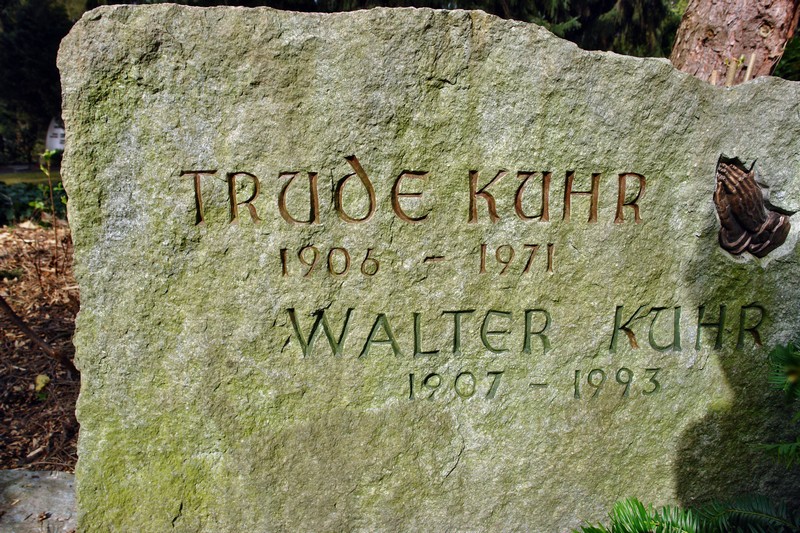 TRUDE KUHR
1906 - 1971
WALTER KUHR
1907 - 1993